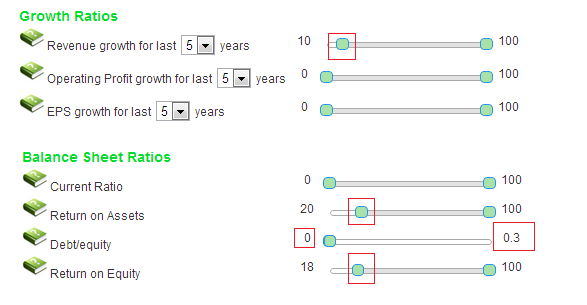 Growth Ratios
Revenue growth for last 5 years 10 100
Operating Profit growth for last 5 years 0 100
EPS growth for last 5 years 0 100
Balance Sheet Ratios
Current Ratio 0 100
Return on Assets 20 100
Debt/equity 0 0.3
Return on Equity 18 100